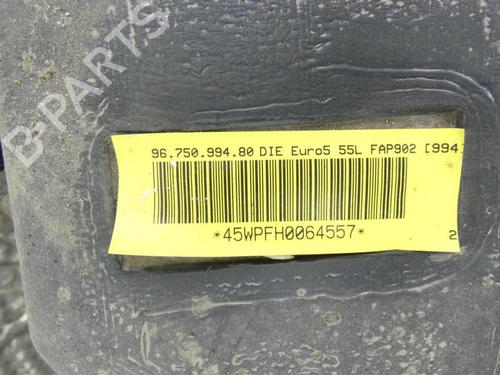 B-PARTS
96.750.994.80 DIE Euro5 55L FAP902 [994]
*45WPFH0064557*
2